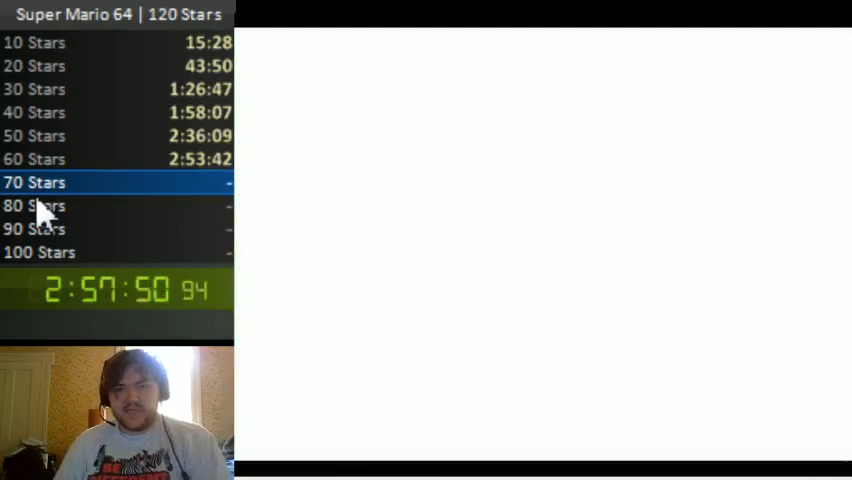 Super Mario 64 | 120 Stars
10 Stars 15:28
20 Stars 43:50
30 Stars 1:26:47
40 Stars 1:58:07
50 Stars 2:36:09
60 Stars 2:53:42
70 Stars -
80 Stars -
90 Stars -
100 Stars -
2:57:50 94
BE
DIFFERENT